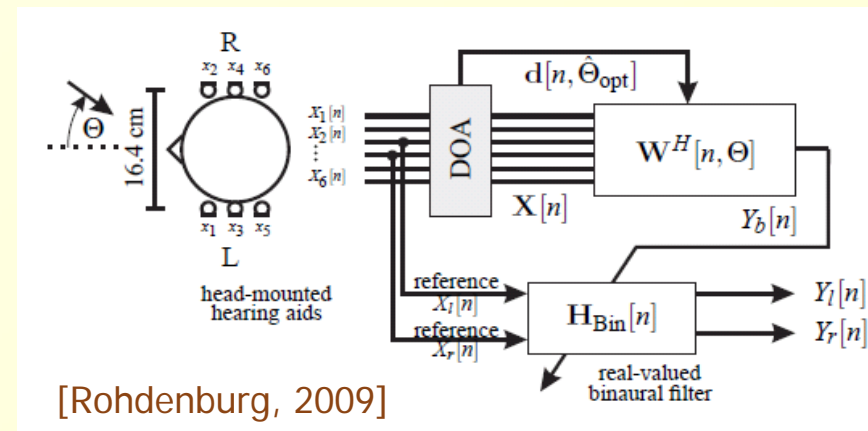 R
x2 x4 x6
Θ
16.4 cm
x1 x3 x5
L
head-mounted
hearing aids
X1[n]
X2[n]
⋮
X6[n]
DOA
d[n, Θ̂opt]
W^H[n, Θ]
X[n]
Yb[n]
reference
Xl[n]
reference
Xr[n]
HBin[n]
Yl[n]
Yr[n]
real-valued
binaural filter
[Rohdenburg, 2009]